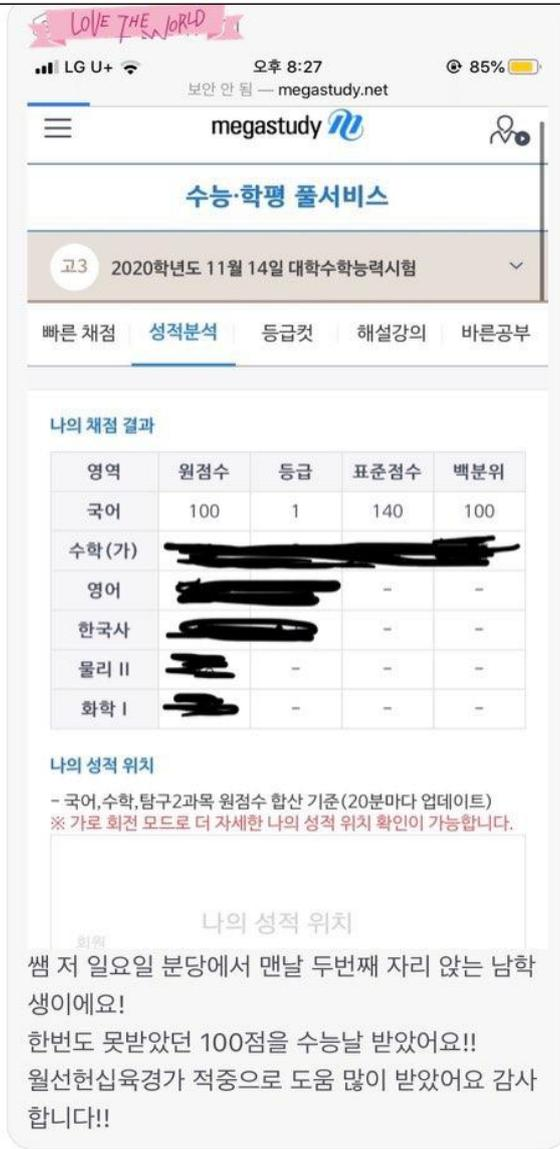 LOVE THE WORLD
LG U+ 오후 8:27 85%
보안 안 됨 — megastudy.net
megastudy
수능·학평 풀서비스
고3 2020학년도 11월 14일 대학수학능력시험
빠른 채점 성적분석 등급컷 해설강의 바른공부
나의 채점 결과
영역 원점수 등급 표준점수 백분위
국어 100 1 140 100
수학(가)
영어 - -
한국사 - -
물리 II - - -
화학 I - - -
나의 성적 위치
- 국어,수학,탐구2과목 원점수 합산 기준(20분마다 업데이트)
※ 가로 회전 모드로 더 자세한 나의 성적 위치 확인이 가능합니다.
나의 성적 위치
회원
쌤 저 일요일 분당에서 맨날 두번째 자리 앉는 남학
생이에요!
한번도 못받았던 100점을 수능날 받았어요!!
월선헌십육경가 적중으로 도움 많이 받았어요 감사
합니다!!